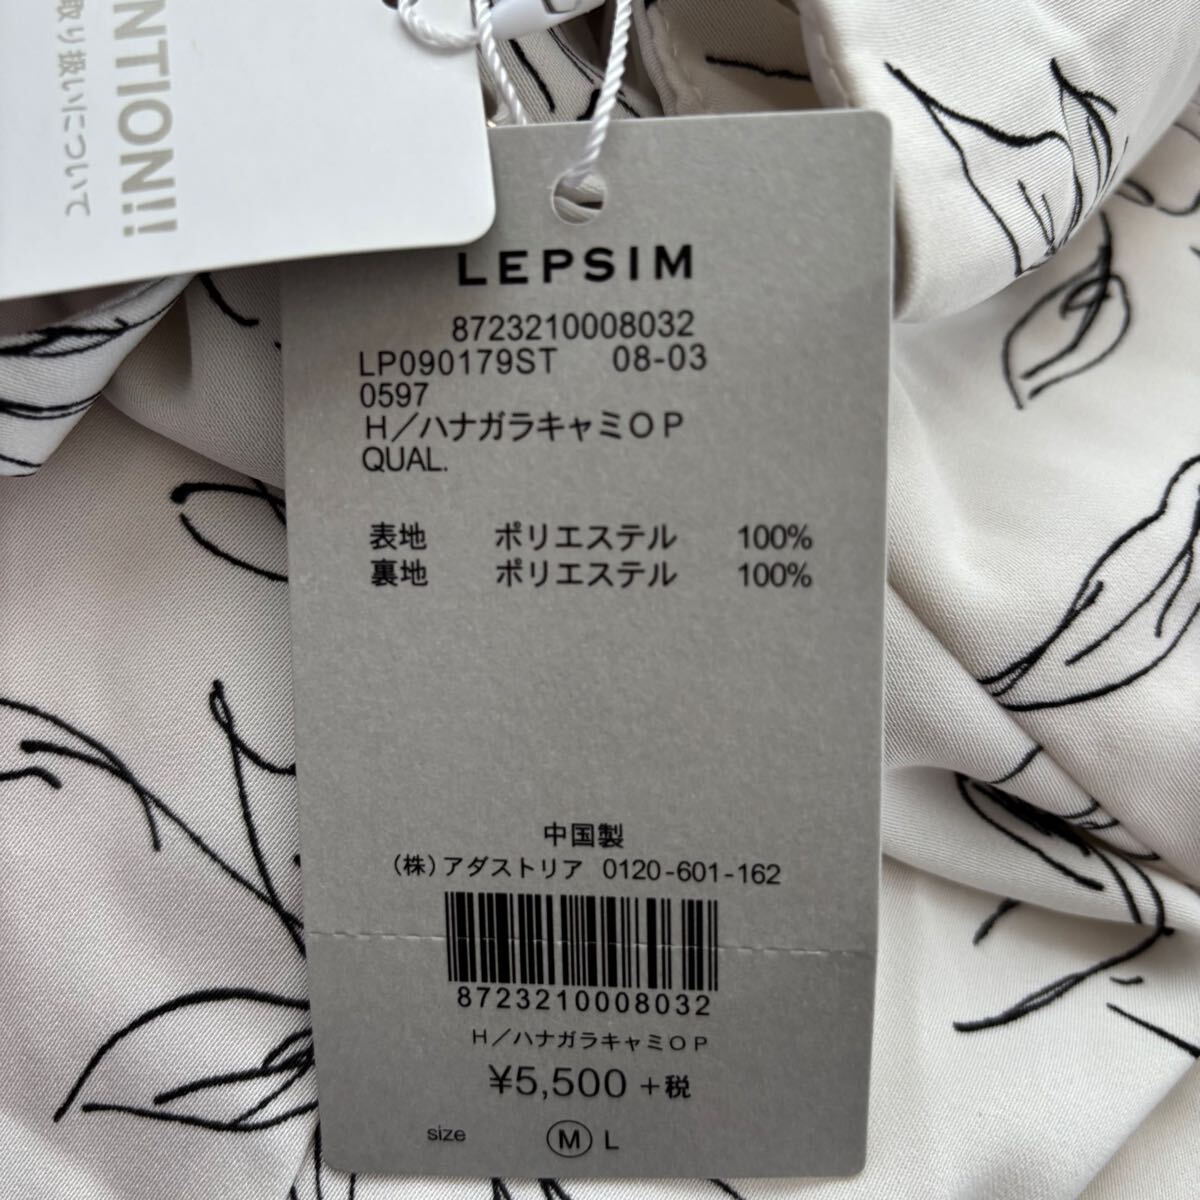 NTION!!
取り扱いについて
LEPSIM
8723210008032
LP090179ST 08-03
0597
H/ハナガラキャミOP
QUAL.
表地 ポリエステル 100%
裏地 ポリエステル 100%
中国製
(株)アダストリア 0120-601-162
8723210008032
H/ハナガラキャミOP
¥5,500 +税
size M L